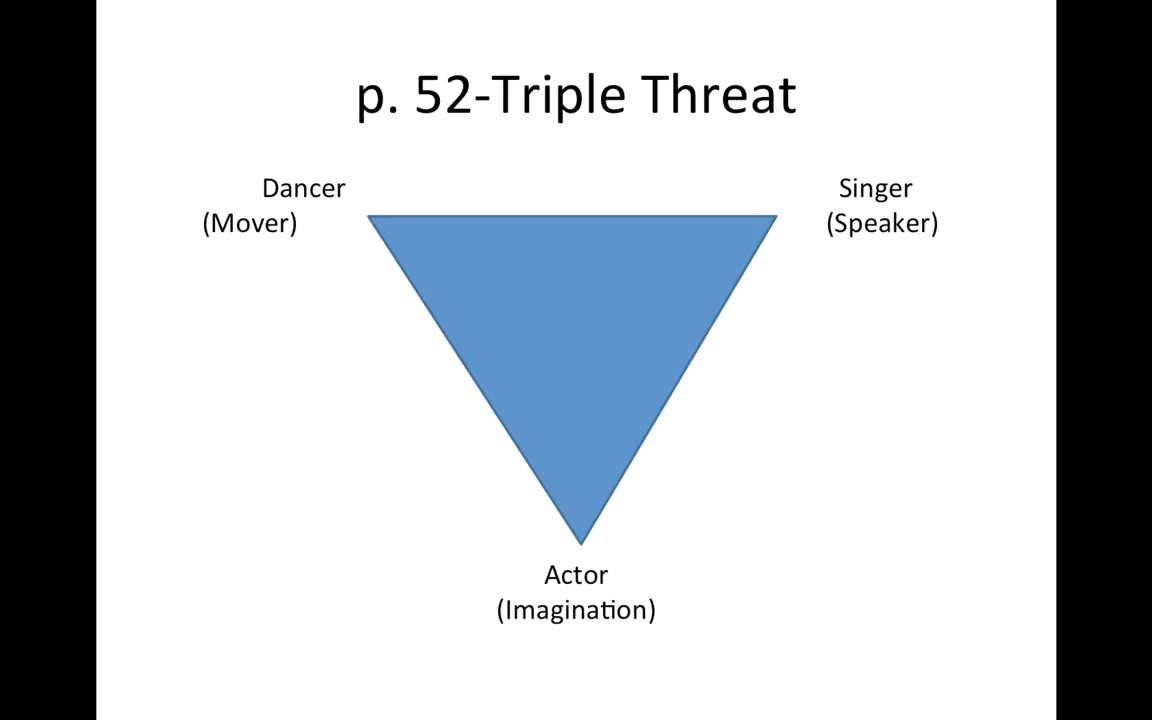 p. 52-Triple Threat
Dancer
(Mover)
Singer
(Speaker)
Actor
(Imagination)